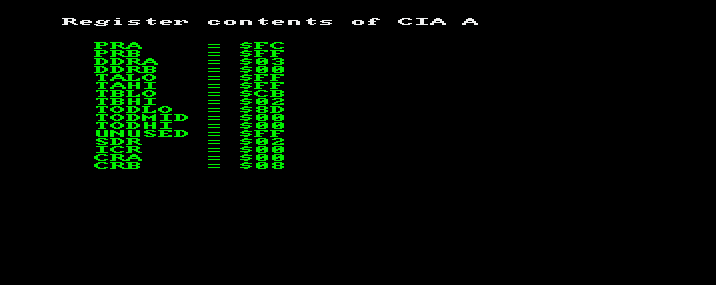 Register contents of CIA A
PRA = $FC
PRB = $FF
DDRA = $03
DDRB = $00
TALO = $FF
TAHI = $FF
TBLO = $CB
TBHI = $02
TODLO = $8D
TODMID = $00
TODHI = $00
UNUSED = $FF
SDR = $02
ICR = $00
CRA = $00
CRB = $08